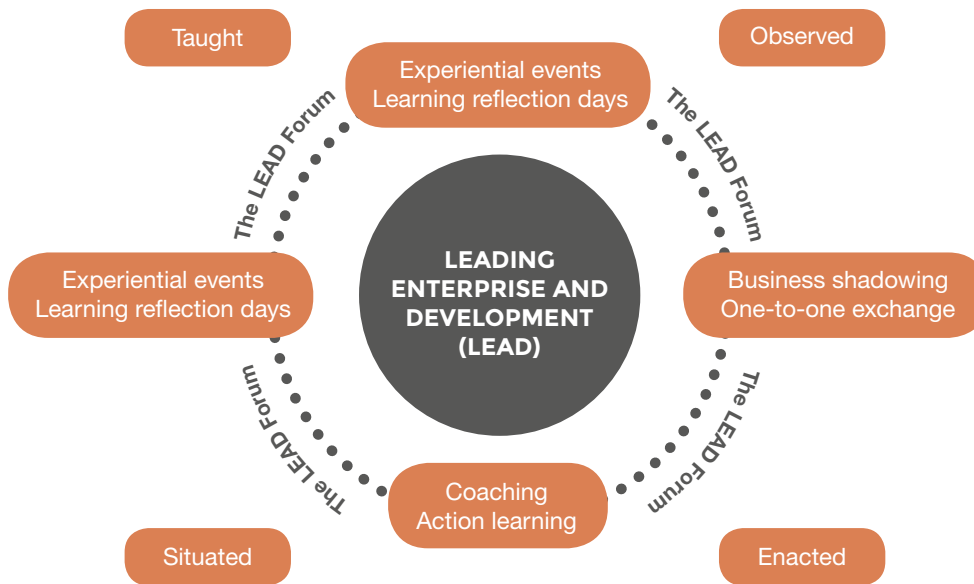 Taught
Observed
Experiential events
Learning reflection days
The LEAD Forum
The LEAD Forum
Experiential events
Learning reflection days
LEADING
ENTERPRISE AND
DEVELOPMENT
(LEAD)
Business shadowing
One-to-one exchange
The LEAD Forum
The LEAD Forum
Coaching
Action learning
Situated
Enacted